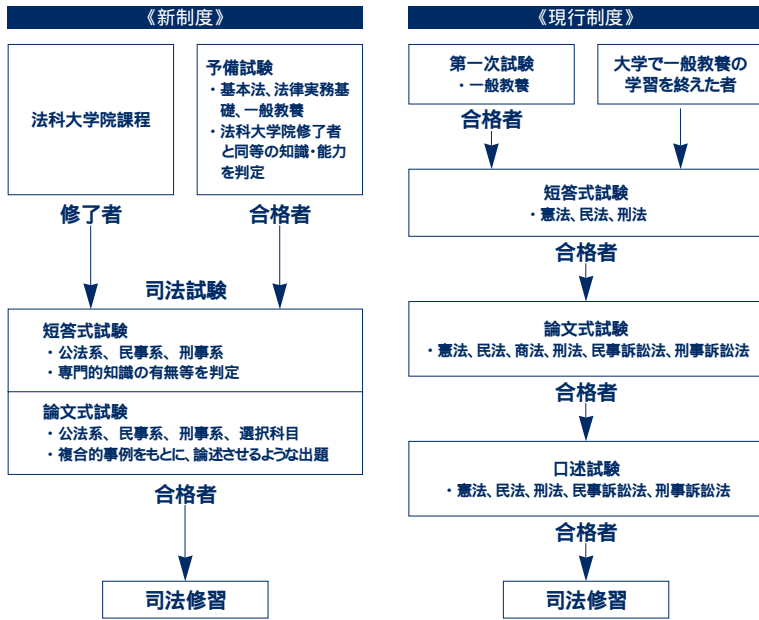 《新制度》
法科大学院課程
予備試験
・基本法、法律実務基
礎、一般教養
・法科大学院修了者
と同等の知識・能力
を判定
修了者
合格者
司法試験
短答式試験
・公法系、民事系、刑事系
・専門的知識の有無等を判定
論文式試験
・公法系、民事系、刑事系、選択科目
・複合的事例をもとに、論述させるような出題
合格者
司法修習
《現行制度》
第一次試験
・一般教養
大学で一般教養の
学習を終えた者
合格者
短答式試験
・憲法、民法、刑法
合格者
論文式試験
・憲法、民法、商法、刑法、民事訴訟法、刑事訴訟法
合格者
口述試験
・憲法、民法、刑法、民事訴訟法、刑事訴訟法
合格者
司法修習